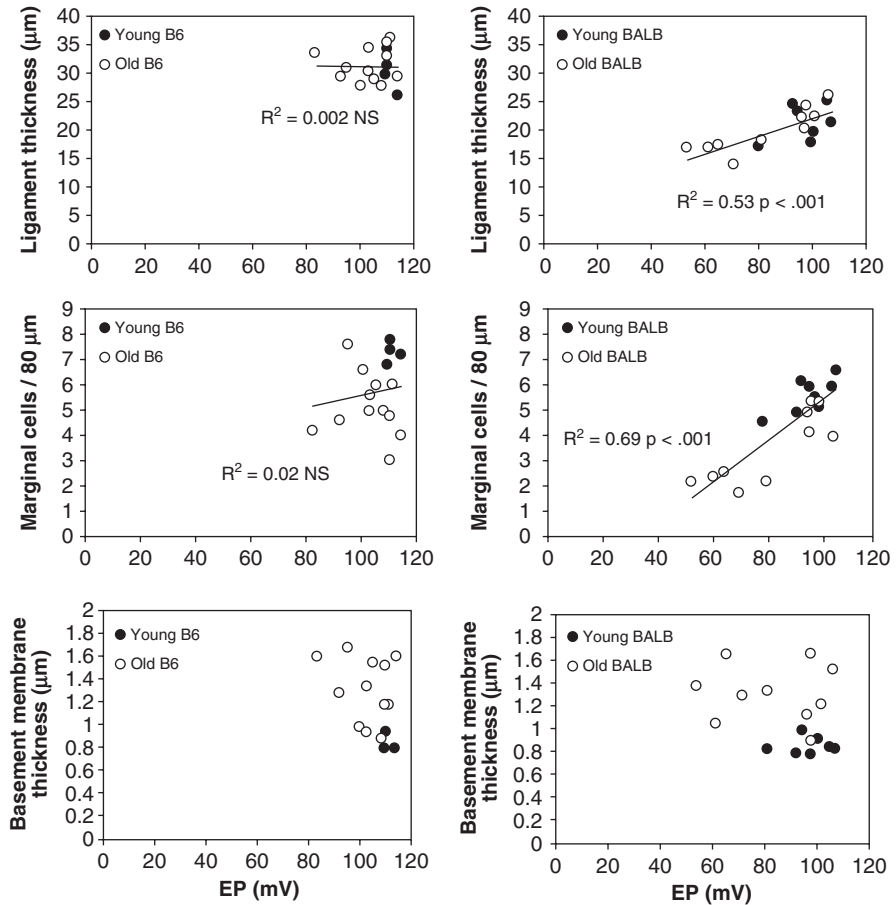 Ligament thickness (μm)
40
35
30
25
20
15
10
5
0
Young B6
Old B6
R² = 0.002 NS
0 20 40 60 80 100 120
Ligament thickness (μm)
40
35
30
25
20
15
10
5
0
Young BALB
Old BALB
R² = 0.53 p < .001
0 20 40 60 80 100 120
Marginal cells / 80 μm
9
8
7
6
5
4
3
2
1
0
Young B6
Old B6
R² = 0.02 NS
0 20 40 60 80 100 120
Marginal cells / 80 μm
9
8
7
6
5
4
3
2
1
0
Young BALB
Old BALB
R² = 0.69 p < .001
0 20 40 60 80 100 120
Basement membrane
thickness (μm)
2
1.8
1.6
1.4
1.2
1
0.8
0.6
0.4
0.2
0
Young B6
Old B6
0 20 40 60 80 100 120
EP (mV)
Basement membrane
thickness (μm)
2
1.8
1.6
1.4
1.2
1
0.8
0.6
0.4
0.2
0
Young BALB
Old BALB
0 20 40 60 80 100 120
EP (mV)